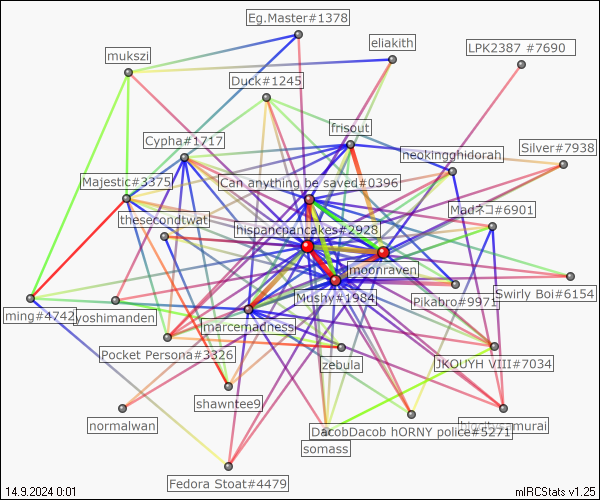 Eg.Master#1378
eliakith
LPK2387 #7690
mukszi
Duck#1245
frisout
Cypha#1717
neokingghidorah
Silver#7938
Majestic#3375
Can anything be saved#0396
Madネコ#6901
thesecondtwat
hispanchancakes#2928
moonraven
Mushy#1984
Pikabro#9971
Swirly Boi#6154
ming#4742
yoshimanden
marcemadness
Pocket Persona#3326
zebula
JKOUYH VIII#7034
shawntee9
normalwan
DacobDacob hORNY police#5271
somass
Fedora Stoat#4479
14.9.2024 0:01
mIRCStats v1.25